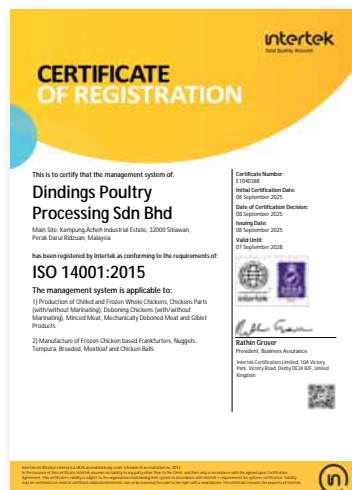 intertek
Total Quality. Assured.
CERTIFICATE
OF REGISTRATION
This is to certify that the management system of:
Dindings Poultry
Processing Sdn Bhd
Main Site: Kampung Acheh Industrial Estate, 32000 Sitiawan,
Perak Darul Ridzuan, Malaysia
has been registered by Intertek as conforming to the requirements of:
ISO 14001:2015
The management system is applicable to:
1) Production of Chilled and Frozen Whole Chickens, Chickens Parts
(with/without Marinating), Deboning Chickens (with/without
Marinating), Minced Meat, Mechanically Deboned Meat and Giblet
Products
2) Manufacture of Frozen Chicken based Frankfurters, Nuggets,
Tempura, Breaded, Meatloaf and Chicken Balls
Certificate Number:
E1040388
Initial Certification Date:
08 September 2025
Date of Certification Decision:
08 September 2025
Issuing Date:
08 September 2025
Valid Until:
07 September 2028
intertek
Rathin Grover
President, Business Assurance
Intertek Certification Limited, 10A Victory
Park, Victory Road, Derby DE24 8ZF, United
Kingdom